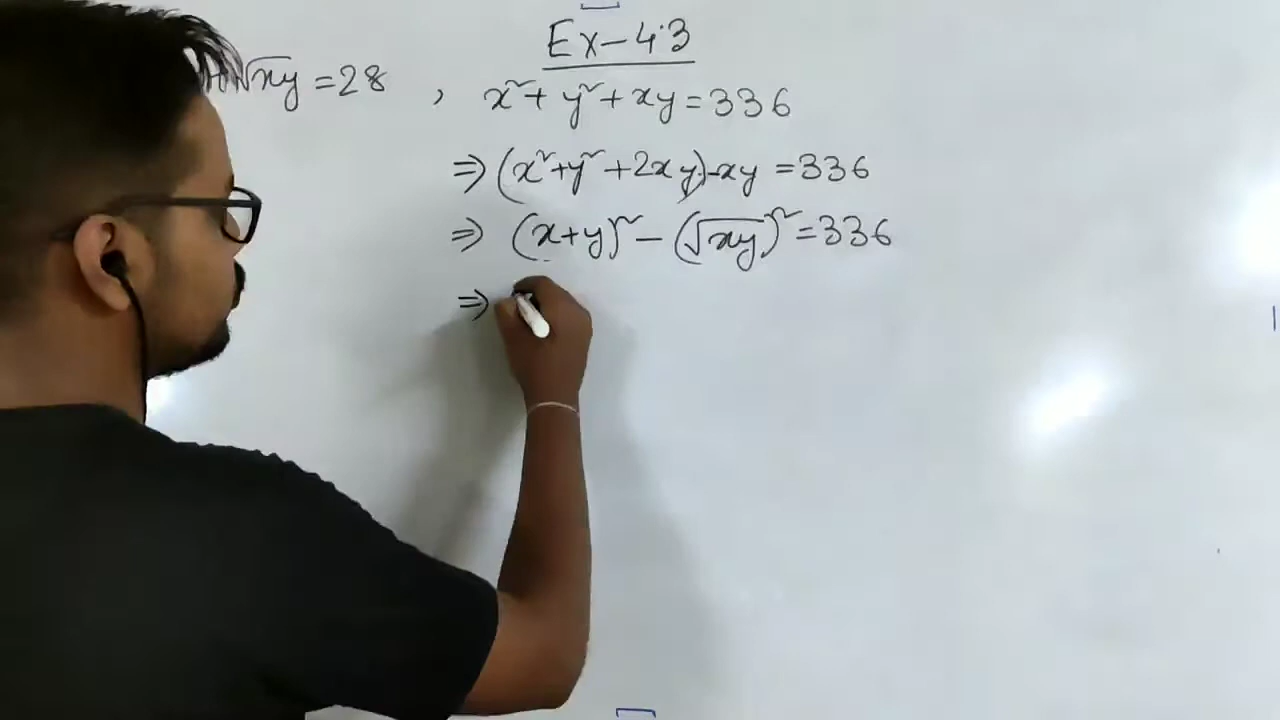 Ex-4.3
√xy = 28 , x² + y² + xy = 336
⇒ (x²+y² +2xy)-xy = 336
⇒ (x+y)² - (√xy)² = 336
⇒